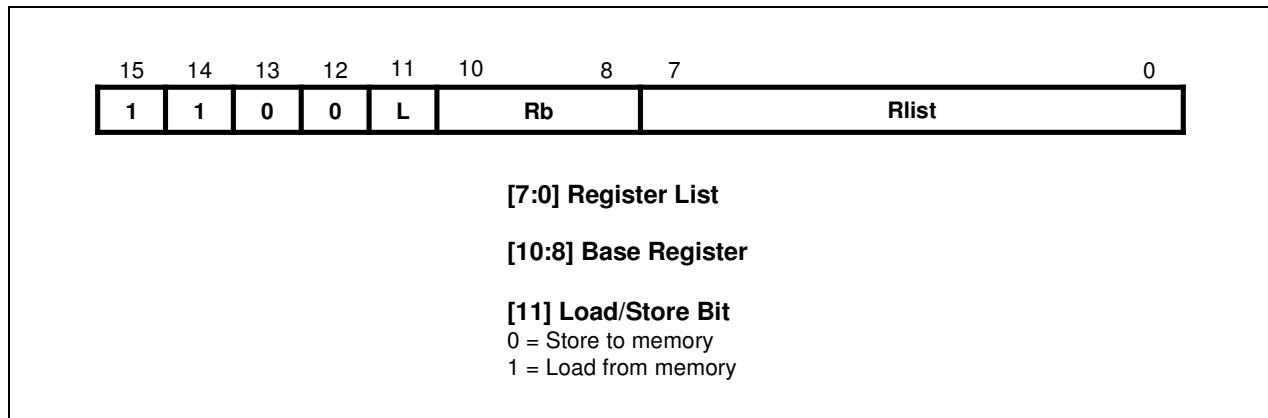 15 14 13 12 11 10 8 7 0
1 1 0 0 L Rb Rlist
[7:0] Register List
[10:8] Base Register
[11] Load/Store Bit
0 = Store to memory
1 = Load from memory